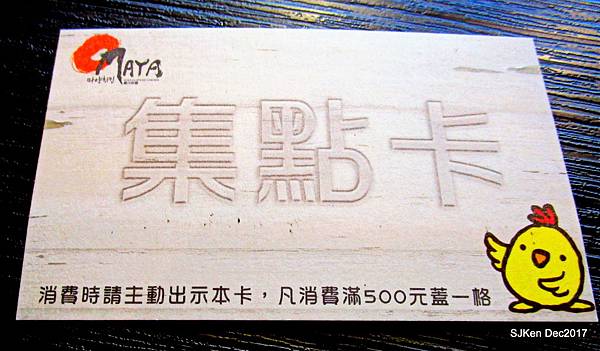 OMAYA
集點卡
消費時請主動出示本卡，凡消費滿500元蓋一格
SJKen Dec2017